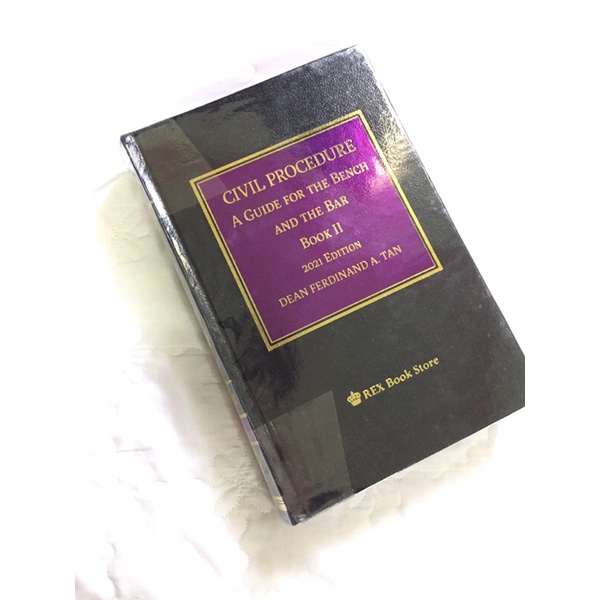 CIVIL PROCEDURE
A GUIDE FOR THE BENCH
AND THE BAR
BOOK II
2021 EDITION
DEAN FERDINAND A. TAN
REX Book Store